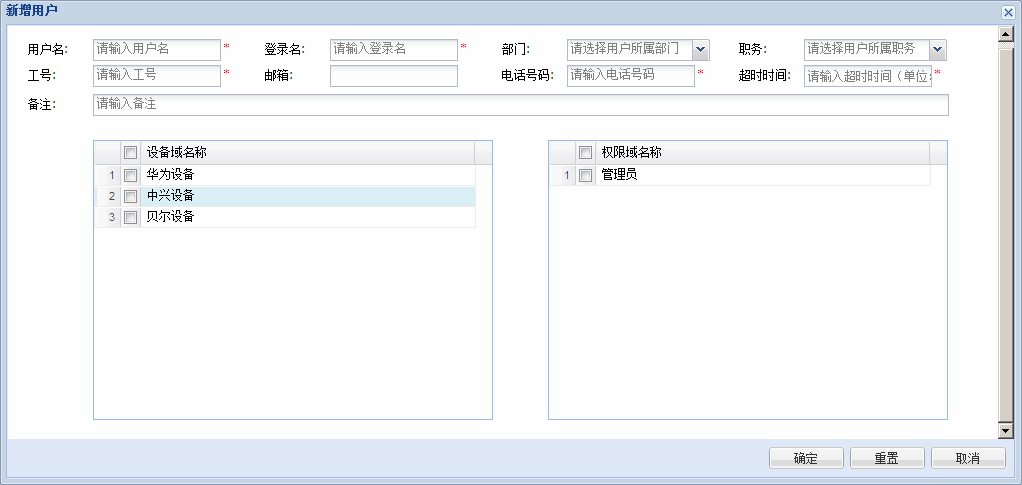 新增用户
用户名: 请输入用户名 * 登录名: 请输入登录名 * 部门: 请选择用户所属部门 职务: 请选择用户所属职务
工号: 请输入工号 * 邮箱: 电话号码: 请输入电话号码 * 超时时间: 请输入超时时间（单位: *
备注: 请输入备注
设备域名称 权限域名称
1 华为设备 1 管理员
2 中兴设备
3 贝尔设备
确定 重置 取消